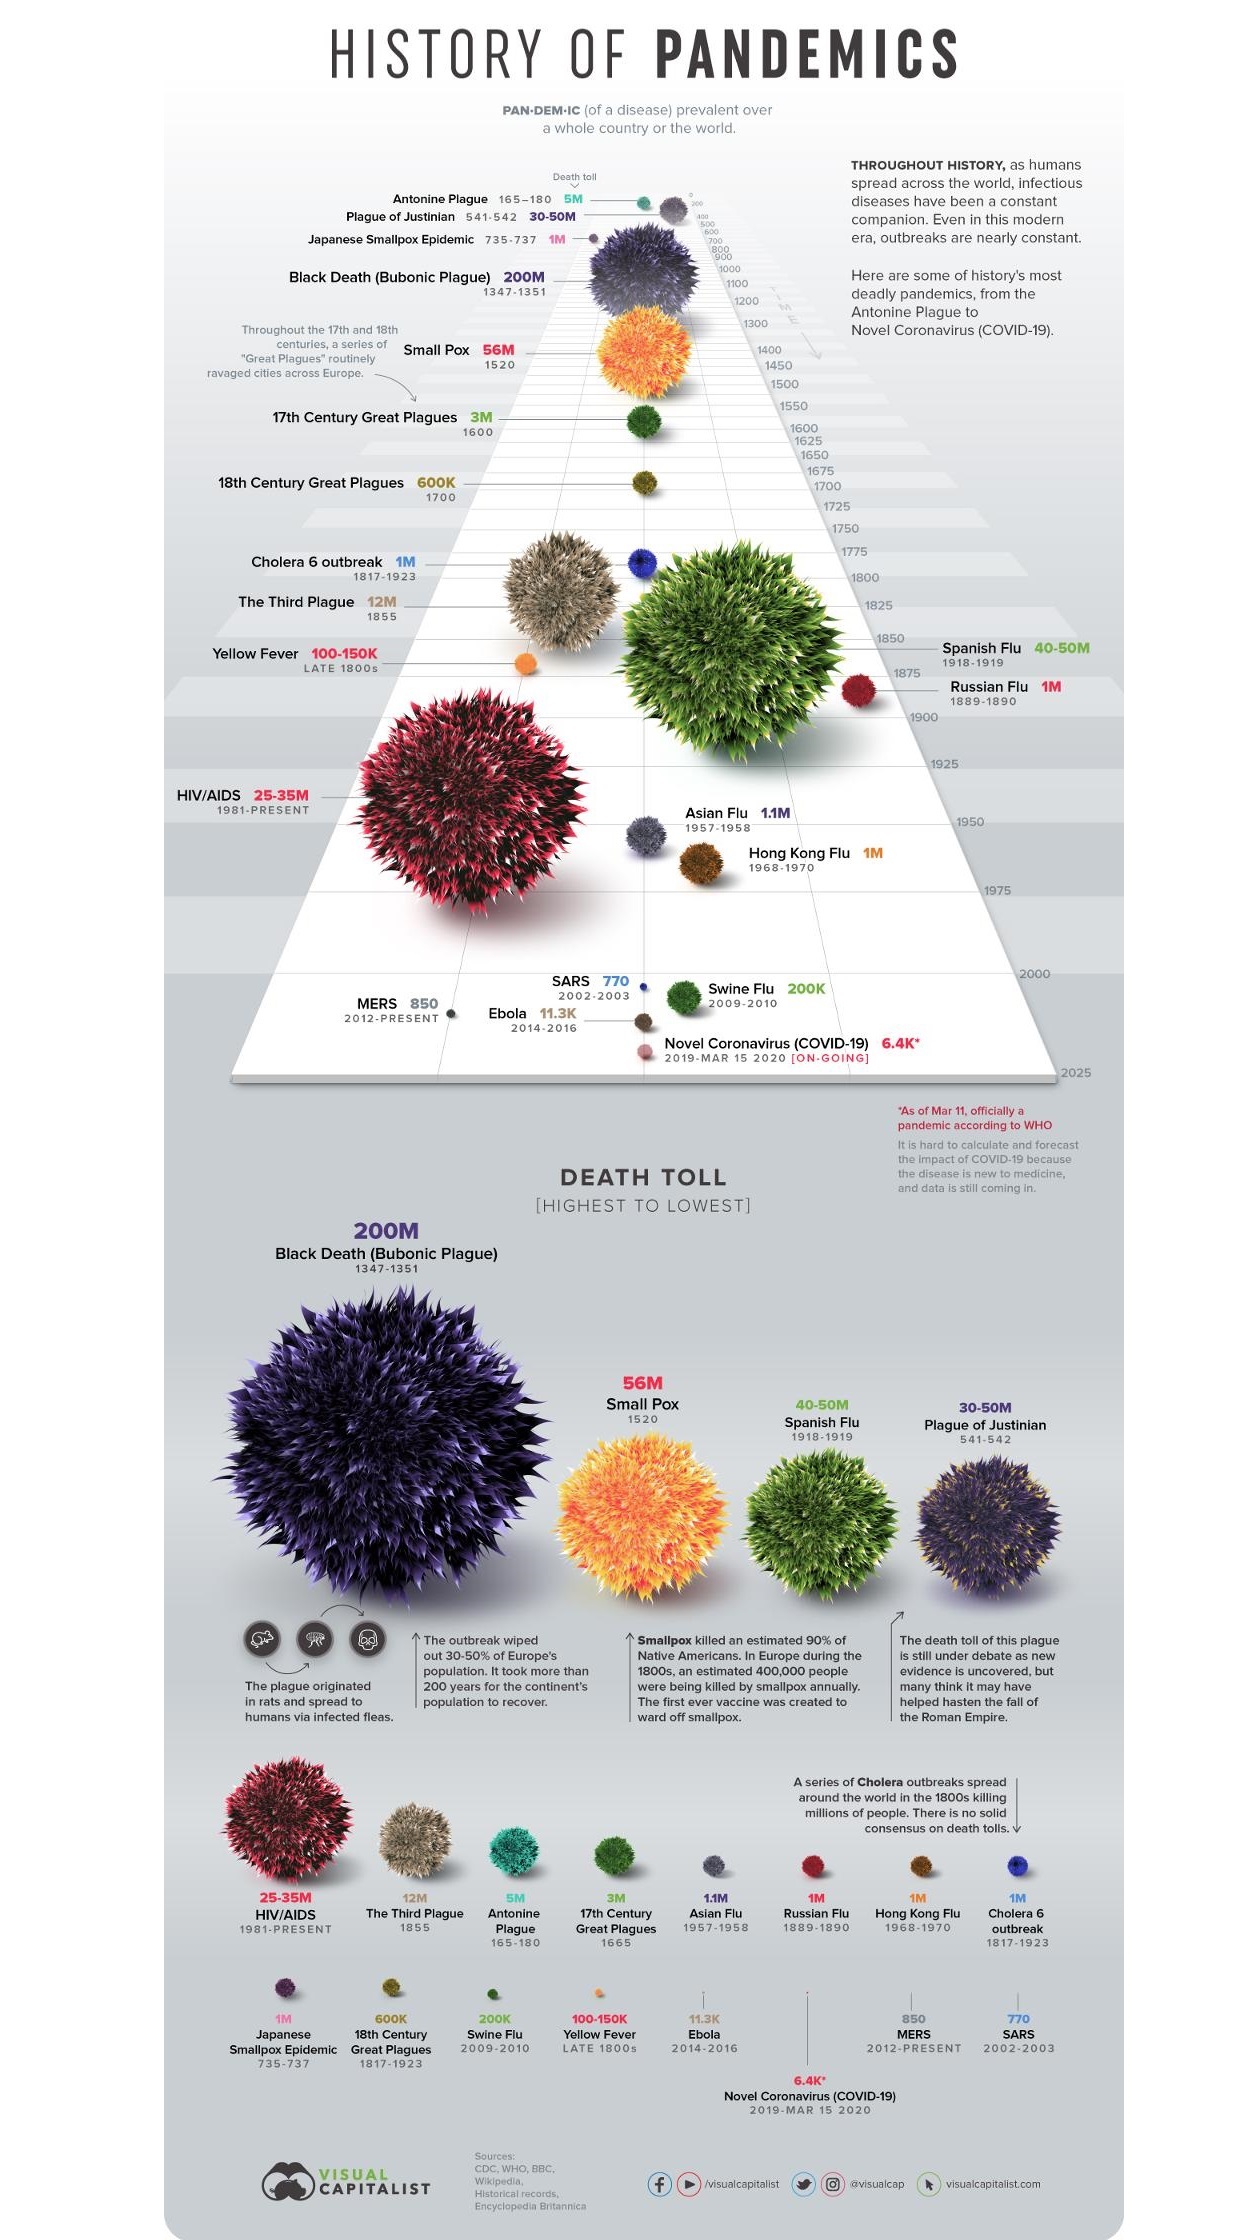 HISTORY OF PANDEMICS
PAN·DEM·IC (of a disease) prevalent over
a whole country or the world.
THROUGHOUT HISTORY, as humans
spread across the world, infectious
diseases have been a constant
companion. Even in this modern
era, outbreaks are nearly constant.
Here are some of history's most
deadly pandemics, from the
Antonine Plague to
Novel Coronavirus (COVID-19).
Death toll
Antonine Plague 165-180 5M
Plague of Justinian 541-542 30-50M
Japanese Smallpox Epidemic 735-737 1M
Black Death (Bubonic Plague) 200M
1347-1351
Throughout the 17th and 18th
centuries, a series of
"Great Plagues" routinely
ravaged cities across Europe.
Small Pox 56M
1520
17th Century Great Plagues 3M
1600
18th Century Great Plagues 600K
1700
Cholera 6 outbreak 1M
1817-1923
The Third Plague 12M
1855
Yellow Fever 100-150K
LATE 1800s
Spanish Flu 40-50M
1918-1919
Russian Flu 1M
1889-1890
HIV/AIDS 25-35M
1981-PRESENT
Asian Flu 1.1M
1957-1958
Hong Kong Flu 1M
1968-1970
SARS 770
2002-2003
Swine Flu 200K
2009-2010
MERS 850
2012-PRESENT
Ebola 11.3K
2014-2016
Novel Coronavirus (COVID-19) 6.4K*
2019-MAR 15 2020 [ON-GOING]
TIME
0
200
400
500
600
700
800
900
1000
1100
1200
1300
1400
1450
1500
1550
1600
1625
1650
1675
1700
1725
1750
1775
1800
1825
1850
1875
1900
1925
1950
1975
2000
2025
*As of Mar 11, officially a
pandemic according to WHO
It is hard to calculate and forecast
the impact of COVID-19 because
the disease is new to medicine,
and data is still coming in.
DEATH TOLL
[HIGHEST TO LOWEST]
200M
Black Death (Bubonic Plague)
1347-1351
56M
Small Pox
1520
40-50M
Spanish Flu
1918-1919
30-50M
Plague of Justinian
541-542
The plague originated
in rats and spread to
humans via infected fleas.
The outbreak wiped
out 30-50% of Europe's
population. It took more than
200 years for the continent's
population to recover.
Smallpox killed an estimated 90% of
Native Americans. In Europe during the
1800s, an estimated 400,000 people
were being killed by smallpox annually.
The first ever vaccine was created to
ward off smallpox.
The death toll of this plague
is still under debate as new
evidence is uncovered, but
many think it may have
helped hasten the fall of
the Roman Empire.
A series of Cholera outbreaks spread
around the world in the 1800s killing
millions of people. There is no solid
consensus on death tolls.
25-35M
HIV/AIDS
1981-PRESENT
12M
The Third Plague
1855
5M
Antonine
Plague
165-180
3M
17th Century
Great Plagues
1665
1.1M
Asian Flu
1957-1958
1M
Russian Flu
1889-1890
1M
Hong Kong Flu
1968-1970
1M
Cholera 6
outbreak
1817-1923
1M
Japanese
Smallpox Epidemic
735-737
600K
18th Century
Great Plagues
1817-1923
200K
Swine Flu
2009-2010
100-150K
Yellow Fever
LATE 1800s
11.3K
Ebola
2014-2016
6.4K*
Novel Coronavirus (COVID-19)
2019-MAR 15 2020
850
MERS
2012-PRESENT
770
SARS
2002-2003
VISUAL
CAPITALIST
Sources:
CDC, WHO, BBC,
Wikipedia,
Historical records,
Encyclopedia Britannica
/visualcapitalist @visualcap visualcapitalist.com